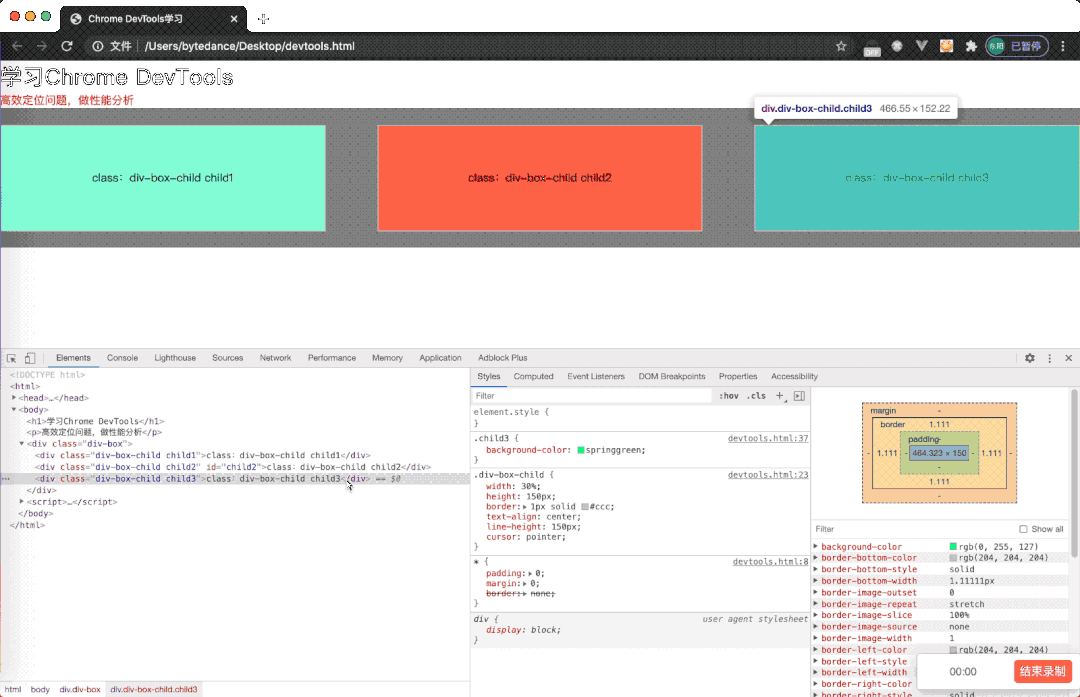 Chrome DevTools学习
文件 /Users/bytedance/Desktop/devtools.html OFF 东阳 已暂停
学习Chrome DevTools
高效定位问题，做性能分析
div.div-box-child.child3 466.55 × 152.22
class: div-box-child child1
class: div-box-child child2
class: div-box-child child3
Elements Console Lighthouse Sources Network Performance Memory Application Adblock Plus
<!DOCTYPE html>
<html>
<head>…</head>
<body>
<h1>学习Chrome DevTools</h1>
<p>高效定位问题，做性能分析</p>
<div class="div-box">
<div class="div-box-child child1">class: div-box-child child1</div>
<div class="div-box-child child2" id="child2">class: div-box-child child2</div>
<div class="div-box-child child3">class: div-box-child child3</div> == $0
</div>
<script>…</script>
</body>
</html>
html body div.div-box div.div-box-child.child3
Styles Computed Event Listeners DOM Breakpoints Properties Accessibility
Filter :hov .cls +
element.style {
}
.child3 { devtools.html:37
background-color: springgreen;
}
.div-box-child { devtools.html:23
width: 30%;
height: 150px;
border: 1px solid #ccc;
text-align: center;
line-height: 150px;
cursor: pointer;
}
* { devtools.html:8
padding: 0;
margin: 0;
border: none;
}
div { user agent stylesheet
display: block;
}
margin -
border 1.111
padding -
- 1.111 - 464.323 × 150 - 1.111 -
-
1.111
-
Filter Show all
background-color rgb(0, 255, 127)
border-bottom-color rgb(204, 204, 204)
border-bottom-style solid
border-bottom-width 1.11111px
border-image-outset 0
border-image-repeat stretch
border-image-slice 100%
border-image-source none
border-image-width 1
border-left-color rgb(204, 204, 204)
border-left-style
border-left-width
border-right-color
border-right-style solid
00:00 结束录制